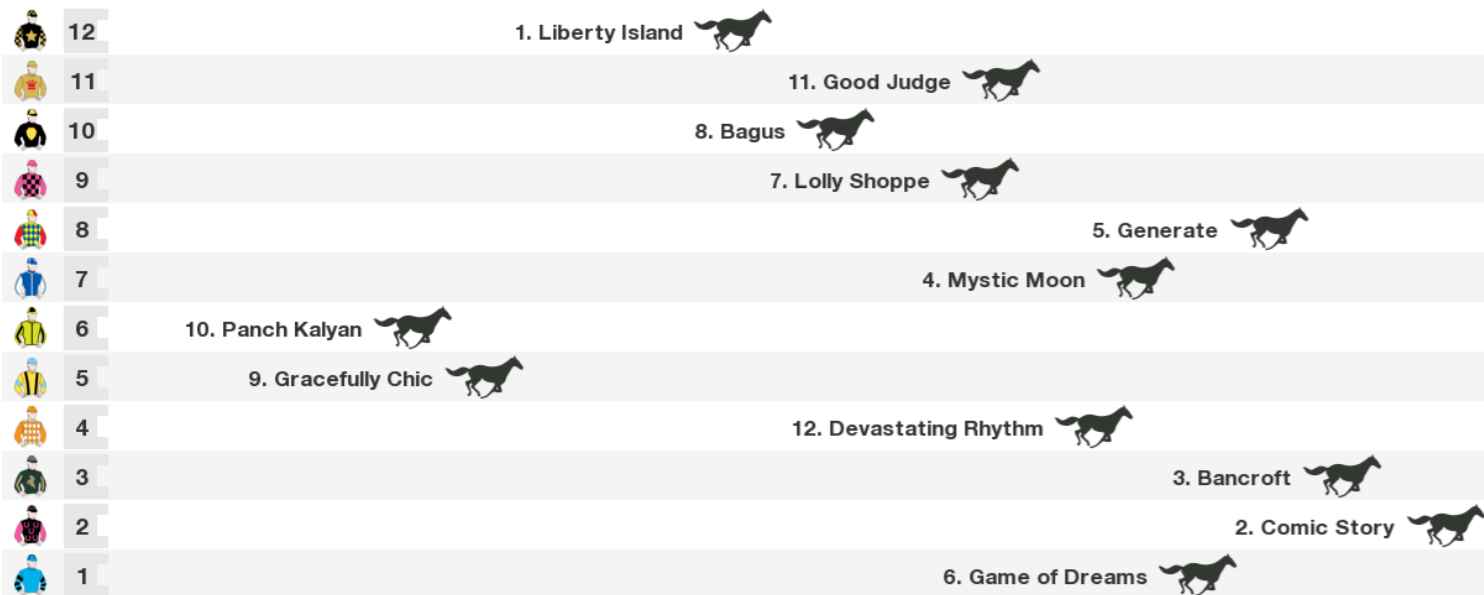 12 1. Liberty Island
11 11. Good Judge
10 8. Bagus
9 7. Lolly Shoppe
8 5. Generate
7 4. Mystic Moon
6 10. Panch Kalyan
5 9. Gracefully Chic
4 12. Devastating Rhythm
3 3. Bancroft
2 2. Comic Story
1 6. Game of Dreams